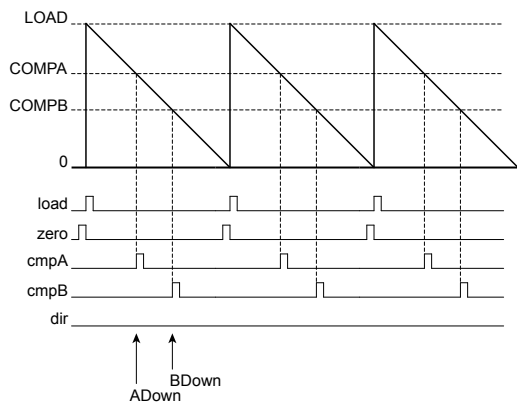 LOAD
COMPA
COMPB
0
load
zero
cmpA
cmpB
dir
BDown
ADown